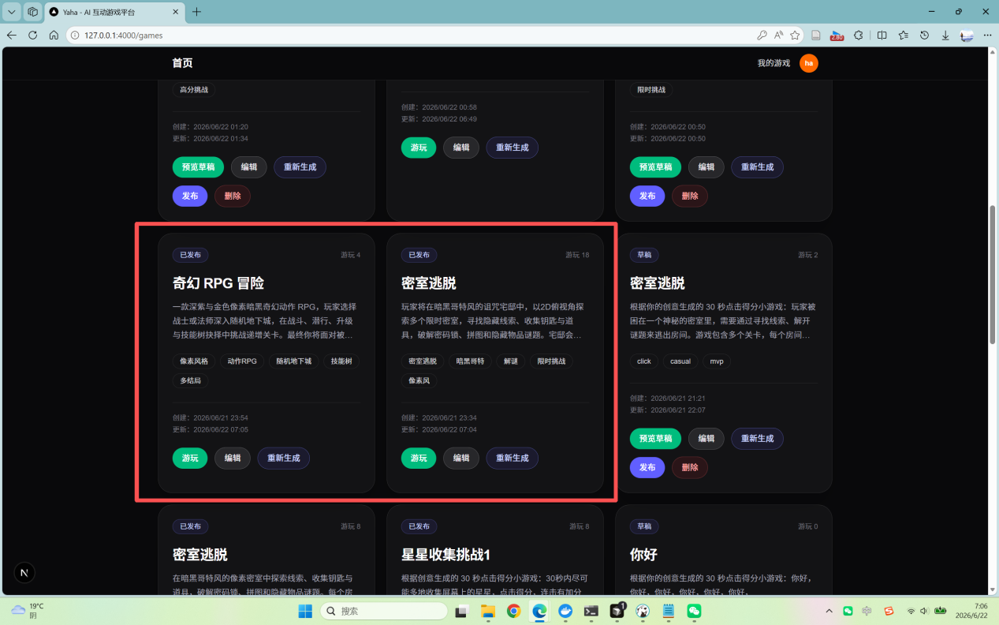 Yaha - AI 互动游戏平台
127.0.0.1:4000/games
2.80
首页
我的游戏
ha
高分挑战
创建：2026/06/22 01:20
更新：2026/06/22 01:34
预览草稿
编辑
重新生成
发布
删除
创建：2026/06/22 00:58
更新：2026/06/22 06:49
游玩
编辑
重新生成
限时挑战
创建：2026/06/22 00:50
更新：2026/06/22 00:50
预览草稿
编辑
重新生成
发布
删除
已发布
游玩 4
奇幻 RPG 冒险
一款深紫与金色像素暗黑奇幻动作 RPG，玩家选择
战士或法师深入随机地下城，在战斗、潜行、升级
与技能树抉择中挑战递增关卡。最终你将面对被…
像素风格
动作RPG
随机地下城
技能树
多结局
创建：2026/06/21 23:54
更新：2026/06/22 07:05
游玩
编辑
重新生成
已发布
游玩 18
密室逃脱
玩家将在暗黑哥特风的诅咒宅邸中，以2D俯视角探
索多个限时密室，寻找隐藏线索、收集钥匙与道
具，破解密码锁、拼图和隐藏物品谜题。宅邸会…
密室逃脱
暗黑哥特
解谜
限时挑战
像素风
创建：2026/06/21 23:34
更新：2026/06/22 07:04
游玩
编辑
重新生成
草稿
游玩 2
密室逃脱
根据你的创意生成的 30 秒点击得分小游戏：玩家被
困在一个神秘的密室里，需要通过寻找线索、解开
谜题来逃出房间。游戏包含多个关卡，每个房间…
click
casual
mvp
创建：2026/06/21 21:21
更新：2026/06/21 22:07
预览草稿
编辑
重新生成
发布
删除
已发布
游玩 8
密室逃脱
在暗黑哥特风的像素密室中探索线索、收集钥匙与
道具，破解密码锁、拼图和隐藏物品谜题。每个房
已发布
游玩 8
星星收集挑战1
根据创意生成的 30 秒点击得分小游戏：30秒内尽可
能多地收集屏幕上的星星，点击得分，连击有加分
草稿
游玩 0
你好
根据你的创意生成的 30 秒点击得分小游戏：你好，
你好，你好，你好，你好，你好，
N
19°C
阴
搜索
1
中
7:06
2026/6/22